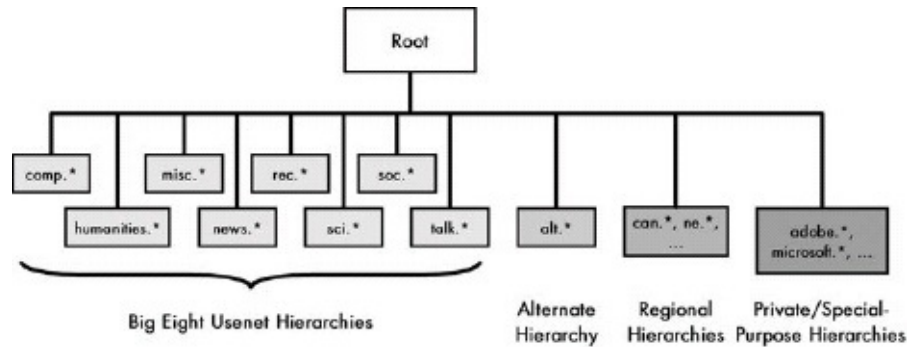 Root
comp.*
misc.*
rec.*
soc.*
humanities.*
news.*
sci.*
talk.*
alt.*
can.*, ne.*,
...
adobe.*,
microsoft.*, ...
Big Eight Usenet Hierarchies
Alternate
Hierarchy
Regional
Hierarchies
Private/Special-
Purpose Hierarchies